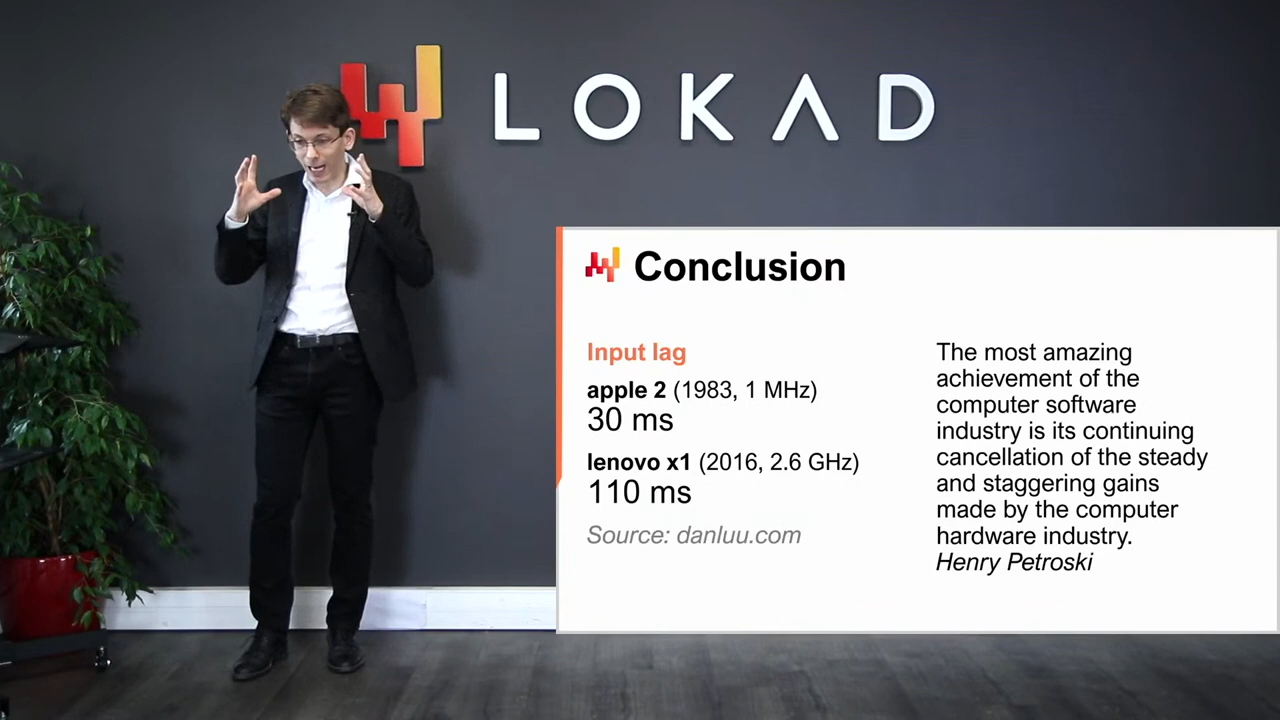 LOKAD
Conclusion
Input lag
apple 2 (1983, 1 MHz)
30 ms
lenovo x1 (2016, 2.6 GHz)
110 ms
Source: danluu.com
The most amazing
achievement of the
computer software
industry is its continuing
cancellation of the steady
and staggering gains
made by the computer
hardware industry.
Henry Petroski